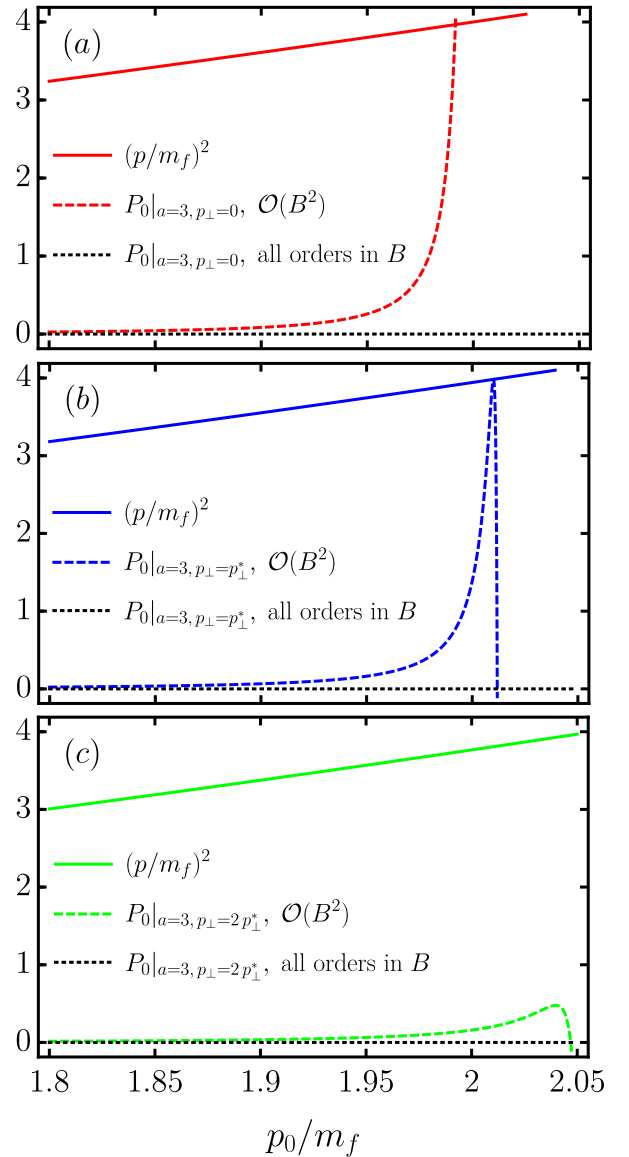 4
(a)
3
(p/m_f)^2
2
P_0|_{a=3, p_⊥=0}, 𝒪(B^2)
1
P_0|_{a=3, p_⊥=0}, all orders in B
0
(b)
4
3
(p/m_f)^2
2
P_0|_{a=3, p_⊥=p_⊥^*}, 𝒪(B^2)
1
P_0|_{a=3, p_⊥=p_⊥^*}, all orders in B
0
4
(c)
3
(p/m_f)^2
2
P_0|_{a=3, p_⊥=2 p_⊥^*}, 𝒪(B^2)
1
P_0|_{a=3, p_⊥=2 p_⊥^*}, all orders in B
0
1.8 1.85 1.9 1.95 2 2.05
p_0/m_f